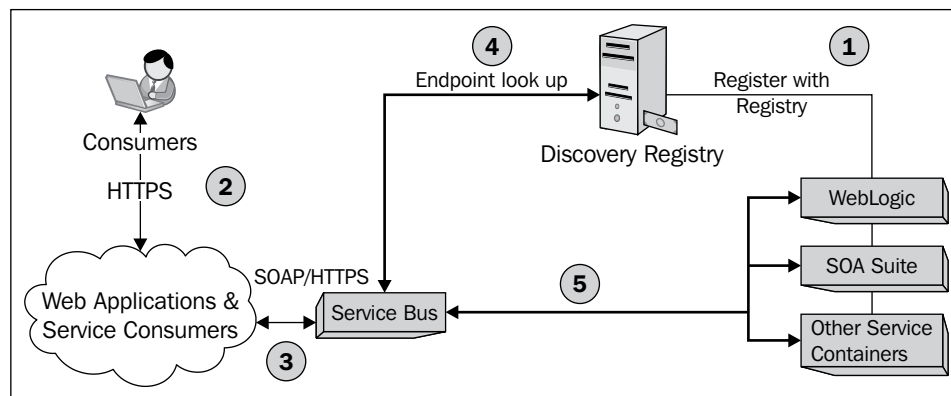 4
1
Endpoint look up
Register with
Registry
Consumers
Discovery Registry
HTTPS
2
WebLogic
SOAP/HTTPS
SOA Suite
5
Web Applications &
Service Consumers
Service Bus
3
Other Service
Containers